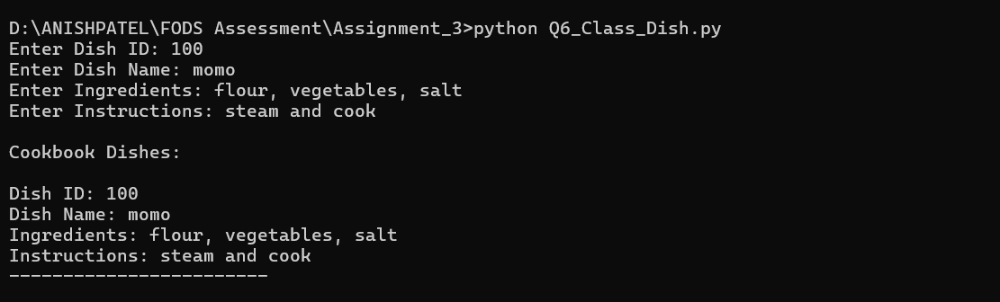 D:\ANISHPATEL\FODS Assessment\Assignment_3>python Q6_Class_Dish.py
Enter Dish ID: 100
Enter Dish Name: momo
Enter Ingredients: flour, vegetables, salt
Enter Instructions: steam and cook
Cookbook Dishes:
Dish ID: 100
Dish Name: momo
Ingredients: flour, vegetables, salt
Instructions: steam and cook
------------------------